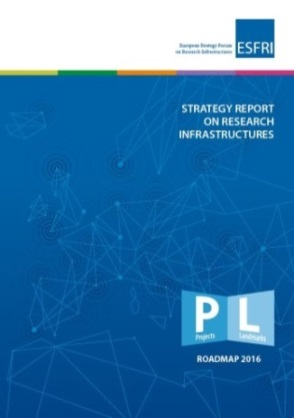 European Strategy Forum
on Research Infrastructures
ESFRI
STRATEGY REPORT
ON RESEARCH
INFRASTRUCTURES
P L
Projects Landmarks
ROADMAP 2016